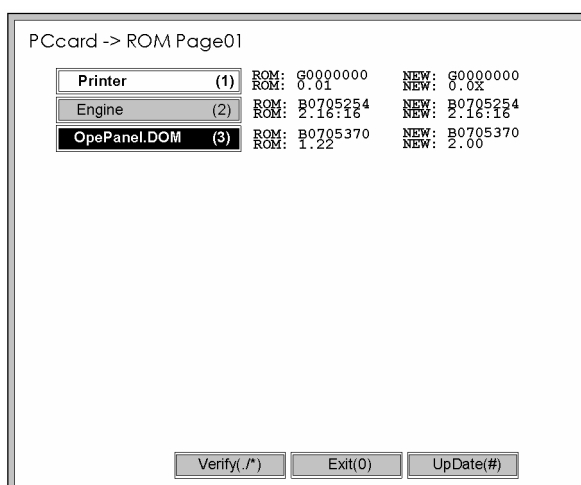 PCcard -> ROM Page01
Printer (1) ROM: G0000000 NEW: G0000000
ROM: 0.01 NEW: 0.0X
Engine (2) ROM: B0705254 NEW: B0705254
ROM: 2.16:16 NEW: 2.16:16
OpePanel.DOM (3) ROM: B0705370 NEW: B0705370
ROM: 1.22 NEW: 2.00
Verify(./*) Exit(0) UpDate(#)